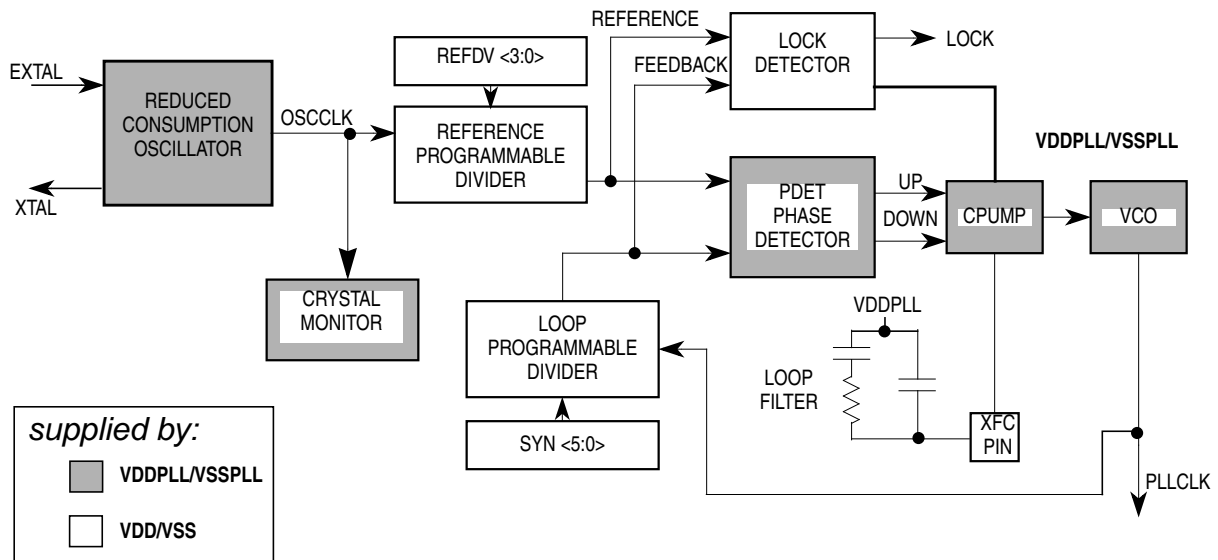 REFERENCE
LOCK
DETECTOR
LOCK
REFDV <3:0>
FEEDBACK
EXTAL
REDUCED
CONSUMPTION
OSCILLATOR
OSCCLK
REFERENCE
PROGRAMMABLE
DIVIDER
VDDPLL/VSSPLL
XTAL
PDET
PHASE
DETECTOR
UP
DOWN
CPUMP
VCO
CRYSTAL
MONITOR
LOOP
PROGRAMMABLE
DIVIDER
VDDPLL
LOOP
FILTER
XFC
PIN
SYN <5:0>
PLLCLK
supplied by:
VDDPLL/VSSPLL
VDD/VSS